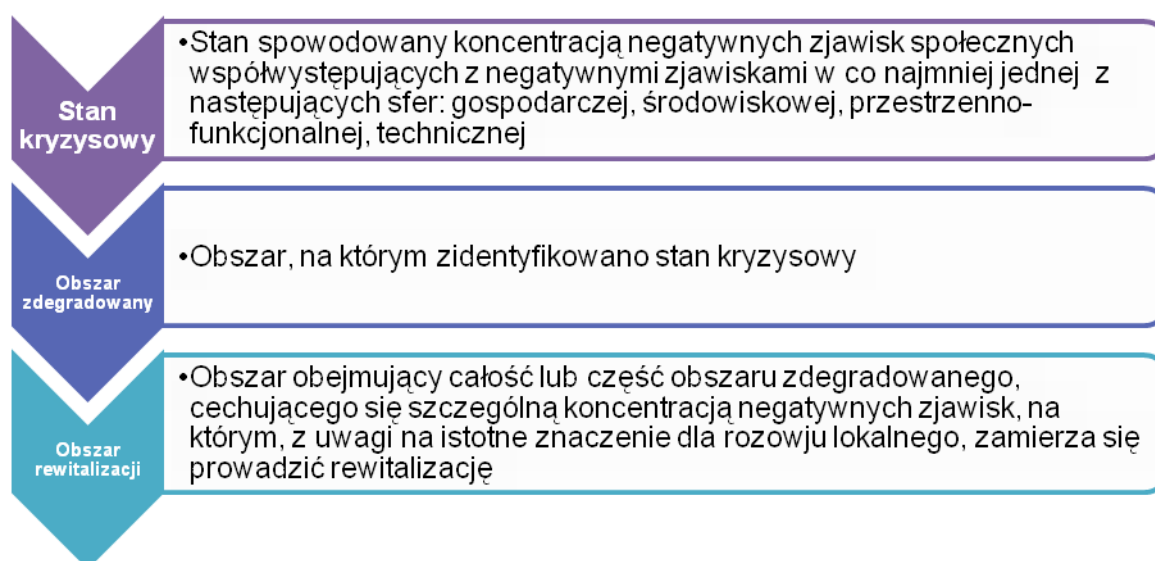 Stan
kryzysowy
•Stan spowodowany koncentracją negatywnych zjawisk społecznych
współwystępujących z negatywnymi zjawiskami w co najmniej jednej z
następujących sfer: gospodarczej, środowiskowej, przestrzenno-
funkcjonalnej, technicznej
Obszar
zdegradowany
•Obszar, na którym zidentyfikowano stan kryzysowy
Obszar
rewitalizacji
•Obszar obejmujący całość lub część obszaru zdegradowanego,
cechującego się szczególną koncentracją negatywnych zjawisk, na
którym, z uwagi na istotne znaczenie dla rozowju lokalnego, zamierza się
prowadzić rewitalizację